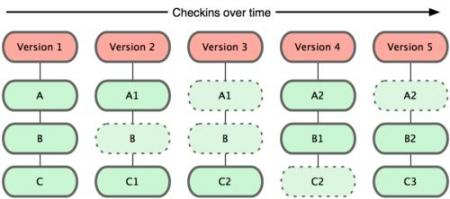 Checkins over time
Version 1 Version 2 Version 3 Version 4 Version 5
A A1 A1 A2 A2
B B B B1 B2
C C1 C2 C2 C3